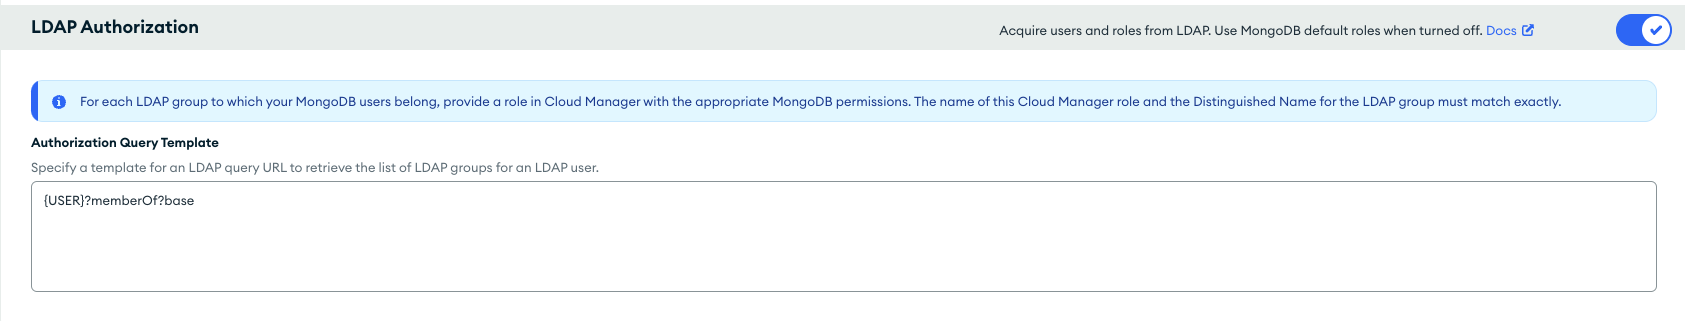 LDAP Authorization
Acquire users and roles from LDAP. Use MongoDB default roles when turned off. Docs
For each LDAP group to which your MongoDB users belong, provide a role in Cloud Manager with the appropriate MongoDB permissions. The name of this Cloud Manager role and the Distinguished Name for the LDAP group must match exactly.
Authorization Query Template
Specify a template for an LDAP query URL to retrieve the list of LDAP groups for an LDAP user.
{USER}?memberOf?base